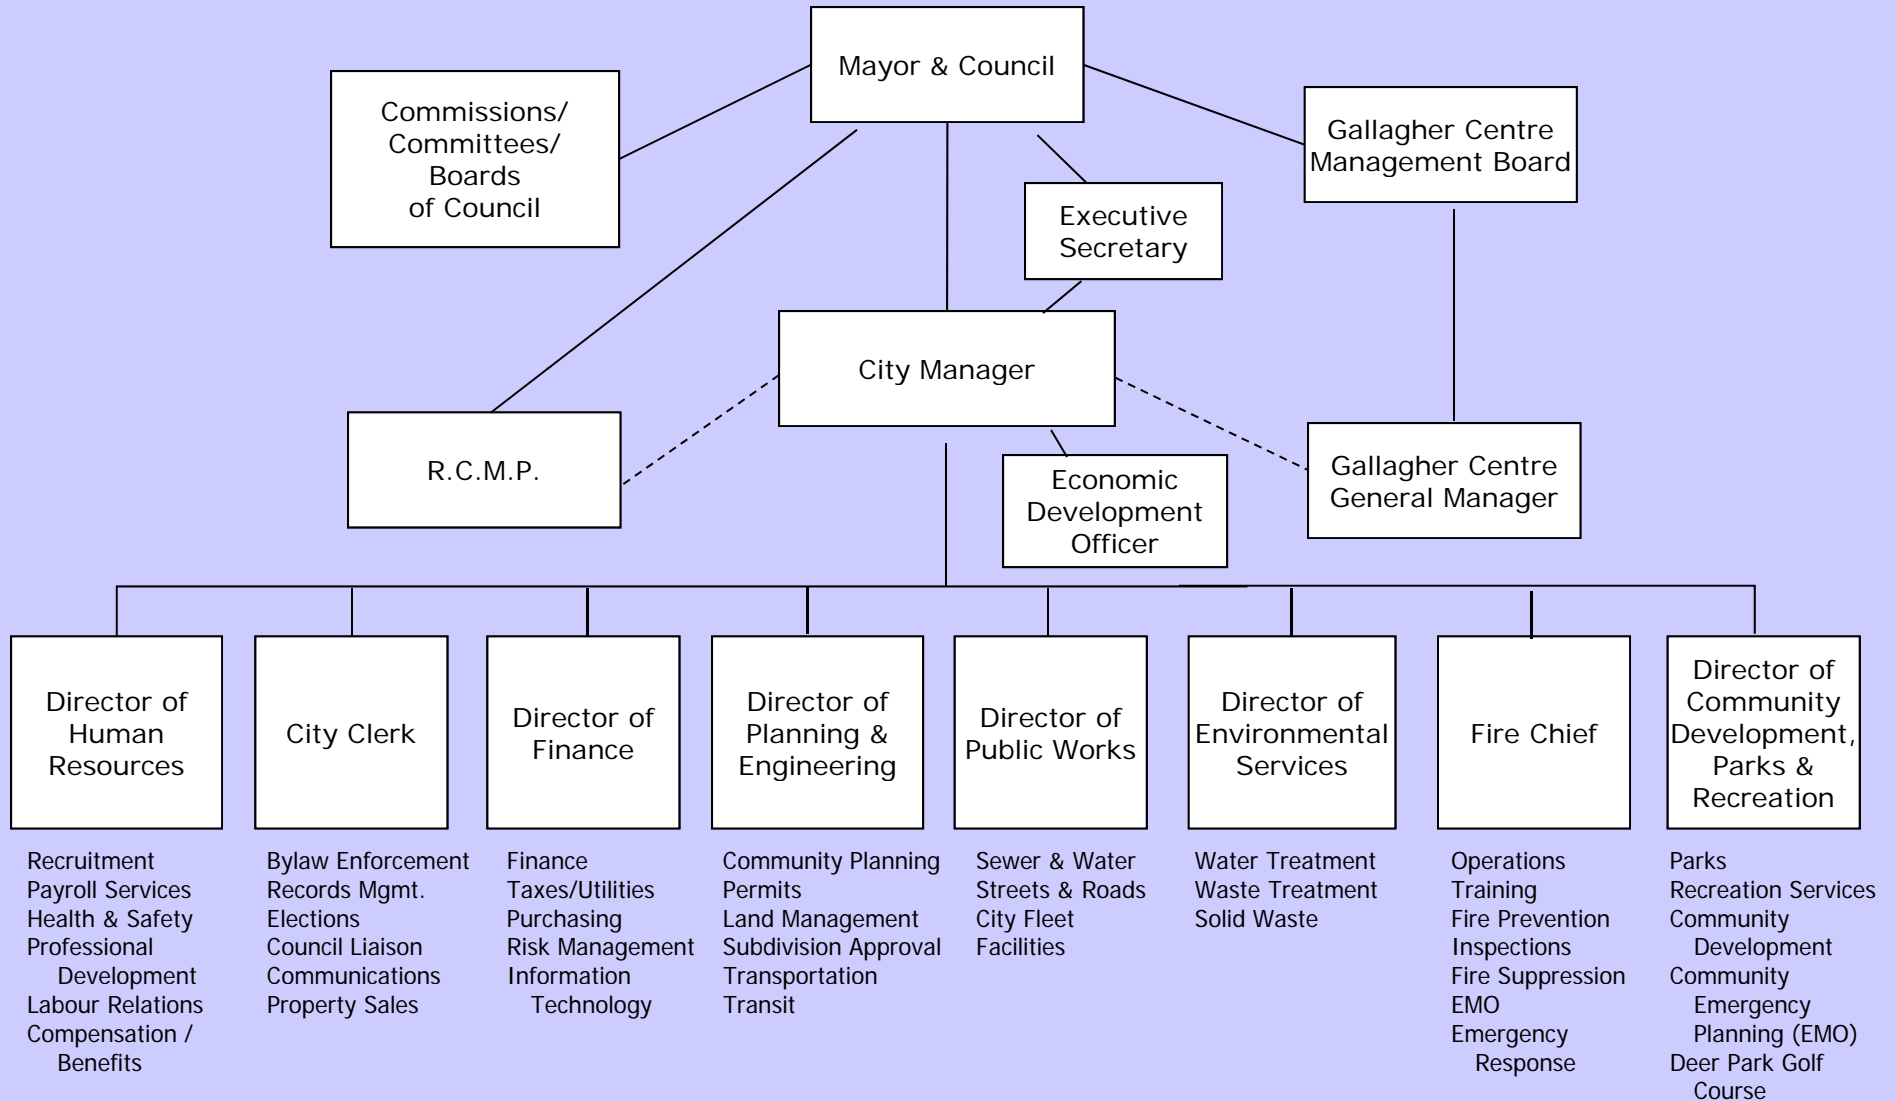 Mayor & Council
Commissions/
Committees/
Boards
of Council
Gallagher Centre
Management Board
Executive
Secretary
City Manager
R.C.M.P.
Economic
Development
Officer
Gallagher Centre
General Manager
Director of
Human
Resources
City Clerk
Director of
Finance
Director of
Planning &
Engineering
Director of
Public Works
Director of
Environmental
Services
Fire Chief
Director of
Community
Development,
Parks &
Recreation
Recruitment
Payroll Services
Health & Safety
Professional
Development
Labour Relations
Compensation /
Benefits
Bylaw Enforcement
Records Mgmt.
Elections
Council Liaison
Communications
Property Sales
Finance
Taxes/Utilities
Purchasing
Risk Management
Information
Technology
Community Planning
Permits
Land Management
Subdivision Approval
Transportation
Transit
Sewer & Water
Streets & Roads
City Fleet
Facilities
Water Treatment
Waste Treatment
Solid Waste
Operations
Training
Fire Prevention
Inspections
Fire Suppression
EMO
Emergency
Response
Parks
Recreation Services
Community
Development
Community
Emergency
Planning (EMO)
Deer Park Golf
Course